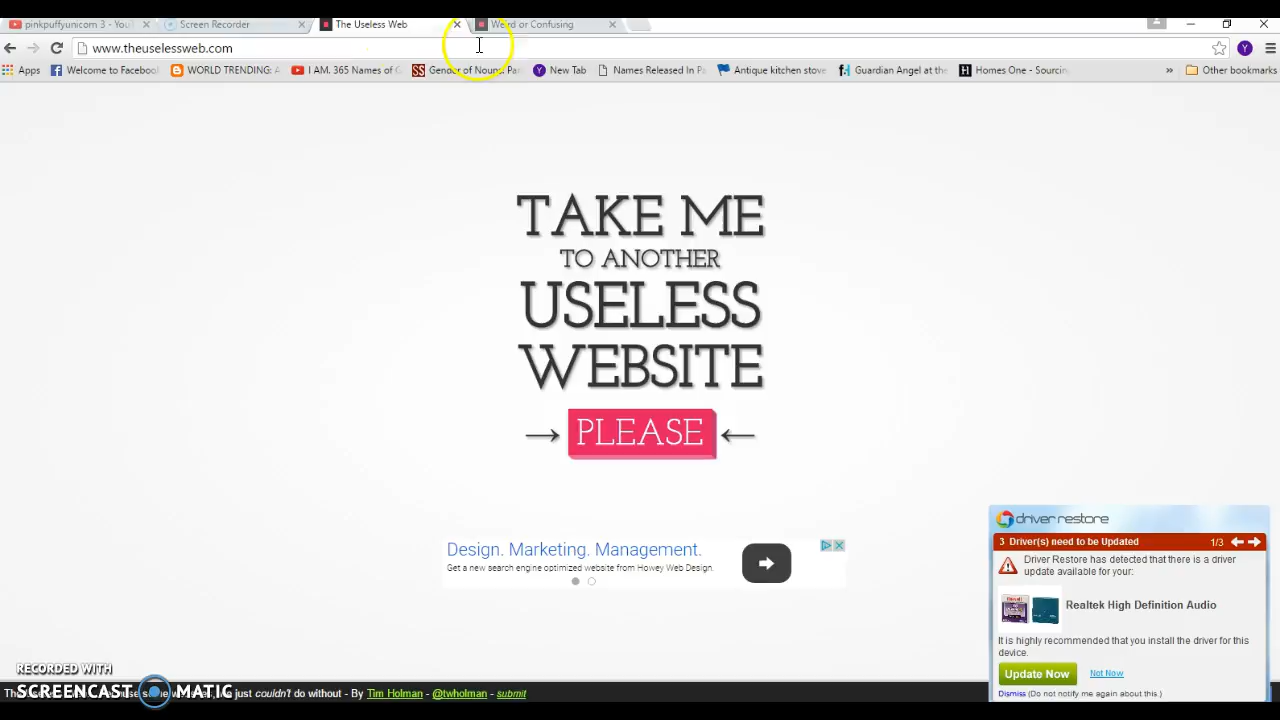 pinkpuffyunicorn 3 - You
Screen Recorder
The Useless Web
Weird or Confusing
www.theuselessweb.com
Apps
Welcome to Facebook
WORLD TRENDING: A
I AM. 365 Names of G
Gender of Nouns
New Tab
Names Released In Pa
Antique kitchen stove
Guardian Angel at the
Homes One - Sourcing
»
Other bookmarks
TAKE ME
TO ANOTHER
USELESS
WEBSITE
→ PLEASE ←
Design. Marketing. Management.
Get a new search engine optimized website from Howey Web Design.
driver restore
3 Driver(s) need to be Updated 1/3
Driver Restore has detected that there is a driver
update available for your:
Realtek High Definition Audio
It is highly recommended that you install the driver for this
device.
Update Now Not Now
Dismiss (Do not notify me again about this.)
RECORDED WITH
SCREENCAST MATIC
just couldn't do without - By Tim Holman - @twholman - submit